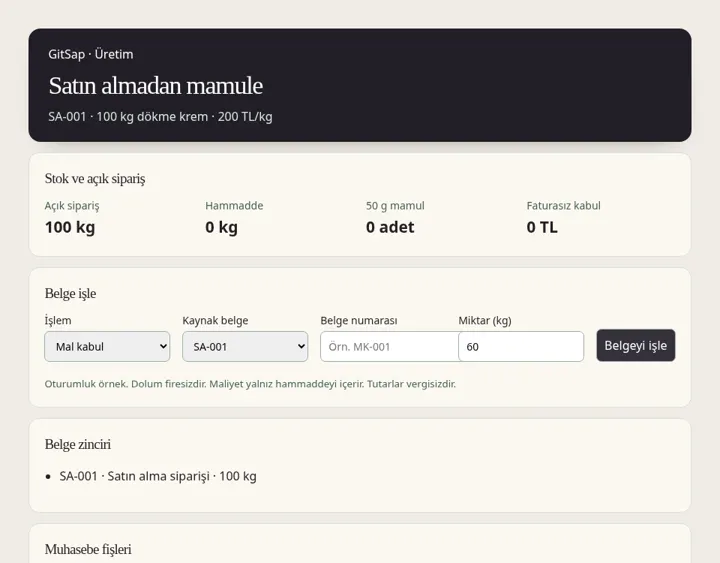 GitSap · Üretim
Satın almadan mamule
SA-001 · 100 kg dökme krem · 200 TL/kg
Stok ve açık sipariş
Açık sipariş Hammadde 50 g mamul Faturasız kabul
100 kg 0 kg 0 adet 0 TL
Belge işle
İşlem Kaynak belge Belge numarası Miktar (kg)
Mal kabul SA-001 Örn. MK-001 60 Belgeyi işle
Oturumluk örnek. Dolum firesizdir. Maliyet yalnız hammaddeyi içerir. Tutarlar vergisizdir.
Belge zinciri
• SA-001 · Satın alma siparişi · 100 kg
Muhasebe fişleri